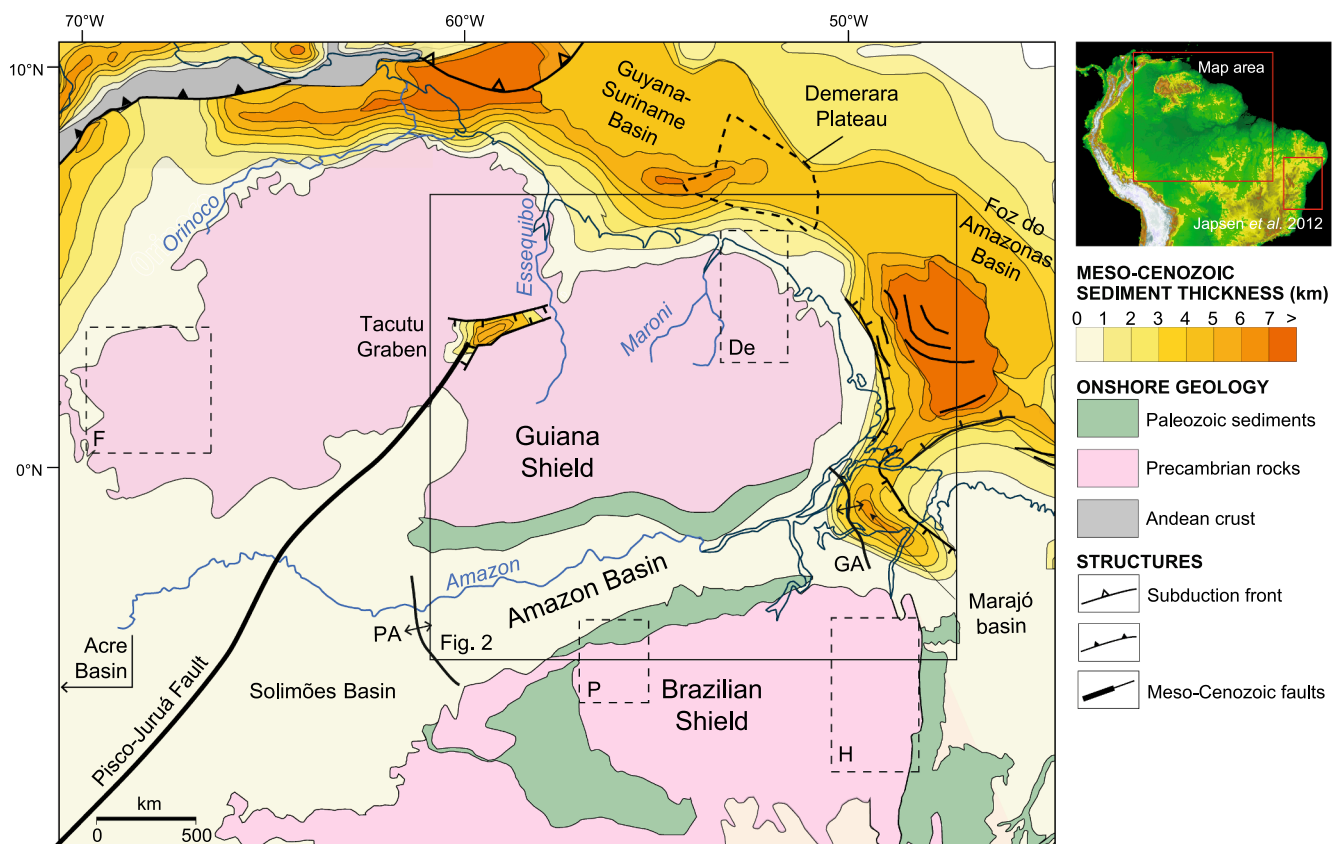 70°W
60°W
50°W
10°N
0°N
Guyana-
Suriname
Basin
Demerara
Plateau
Foz do
Amazonas
Basin
Orinoco
Essequibo
Maroni
Tacutu
Graben
De
F
Guiana
Shield
Amazon
Amazon Basin
GA
Marajó
basin
PA
Fig. 2
Acre
Basin
Solimões Basin
Pisco-Juruá Fault
P
Brazilian
Shield
H
km
0 500
Map area
Japsen et al. 2012
MESO-CENOZOIC
SEDIMENT THICKNESS (km)
0 1 2 3 4 5 6 7 >
ONSHORE GEOLOGY
Paleozoic sediments
Precambrian rocks
Andean crust
STRUCTURES
Subduction front
Meso-Cenozoic faults